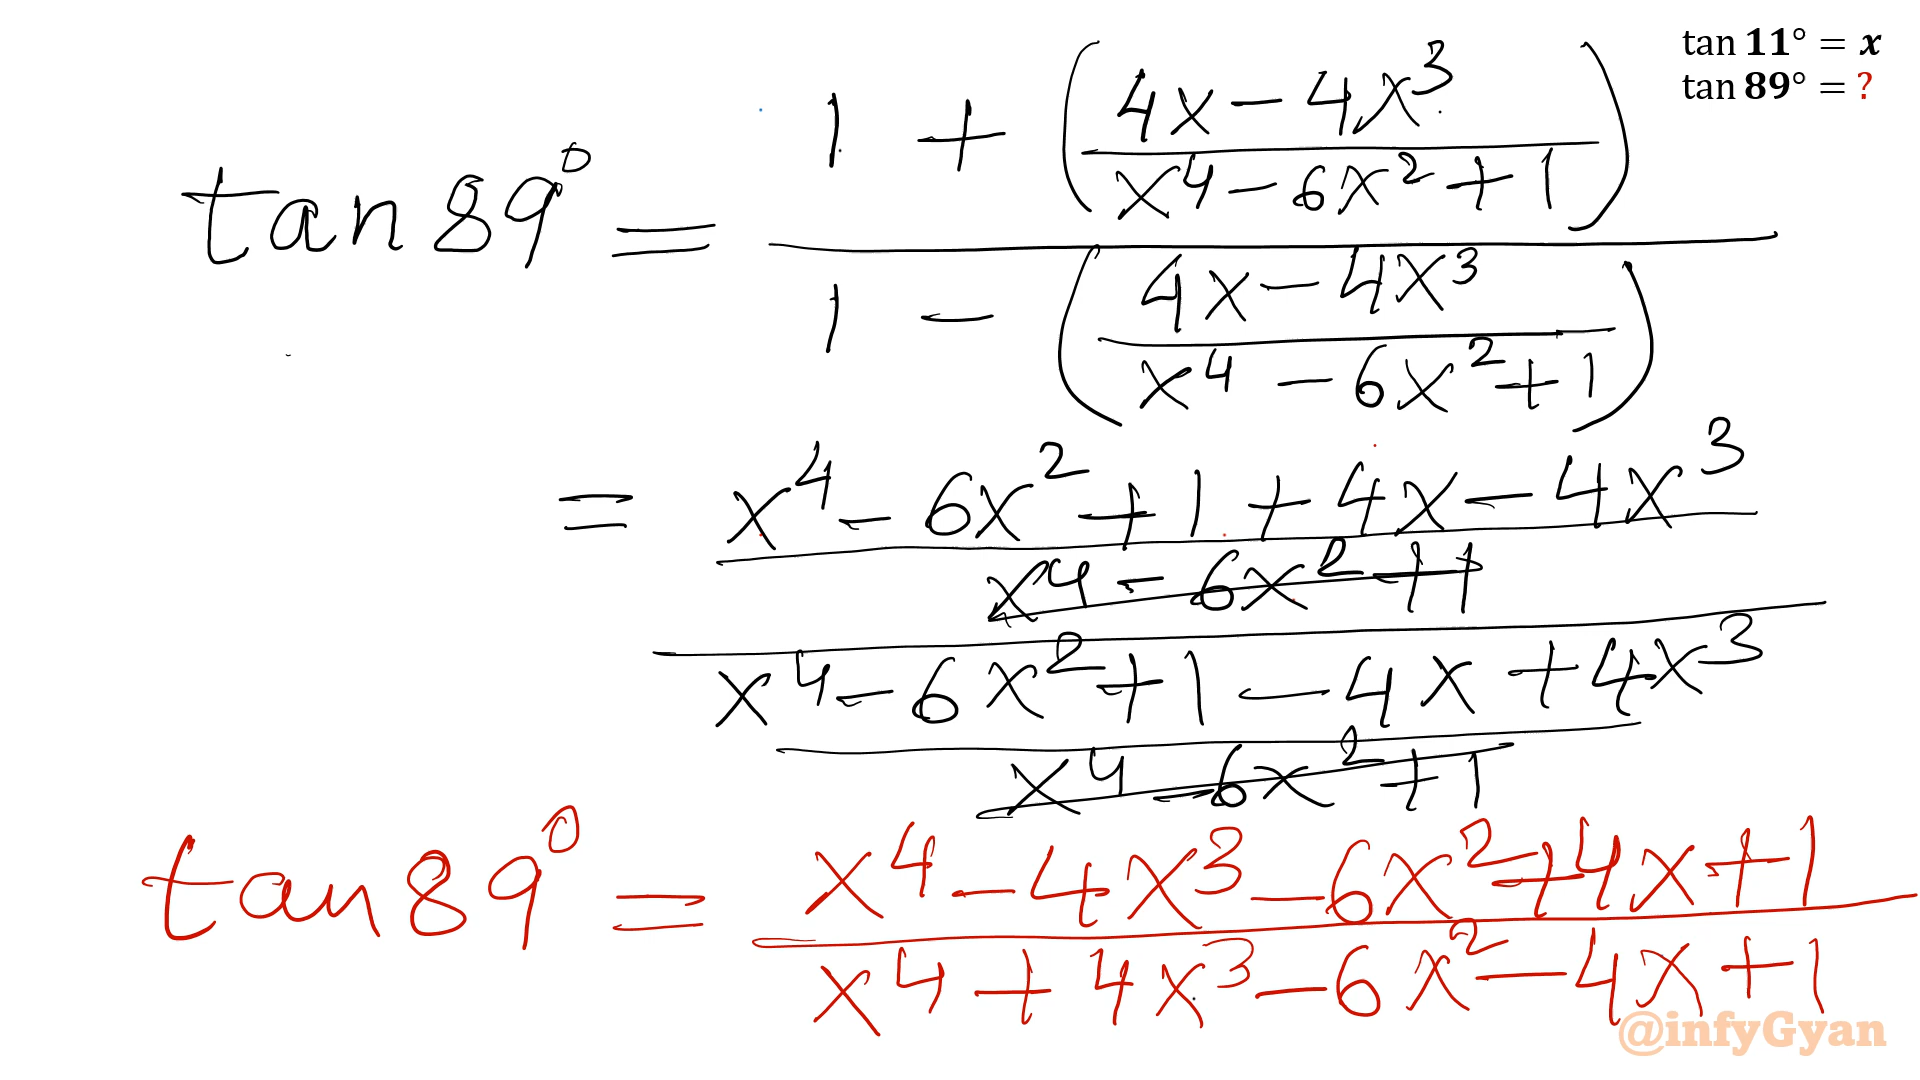 tan 11° = x
tan 89° = ?
tan 89° = (1 + ((4x - 4x³)/(x⁴ - 6x² + 1))) / (1 - ((4x - 4x³)/(x⁴ - 6x² + 1)))
= ((x⁴ - 6x² + 1 + 4x - 4x³)/(x⁴ - 6x² + 1)) / ((x⁴ - 6x² + 1 - 4x + 4x³)/(x⁴ - 6x² + 1))
tan 89° = (x⁴ - 4x³ - 6x² + 4x + 1) / (x⁴ + 4x³ - 6x² - 4x + 1)
@infyGyan